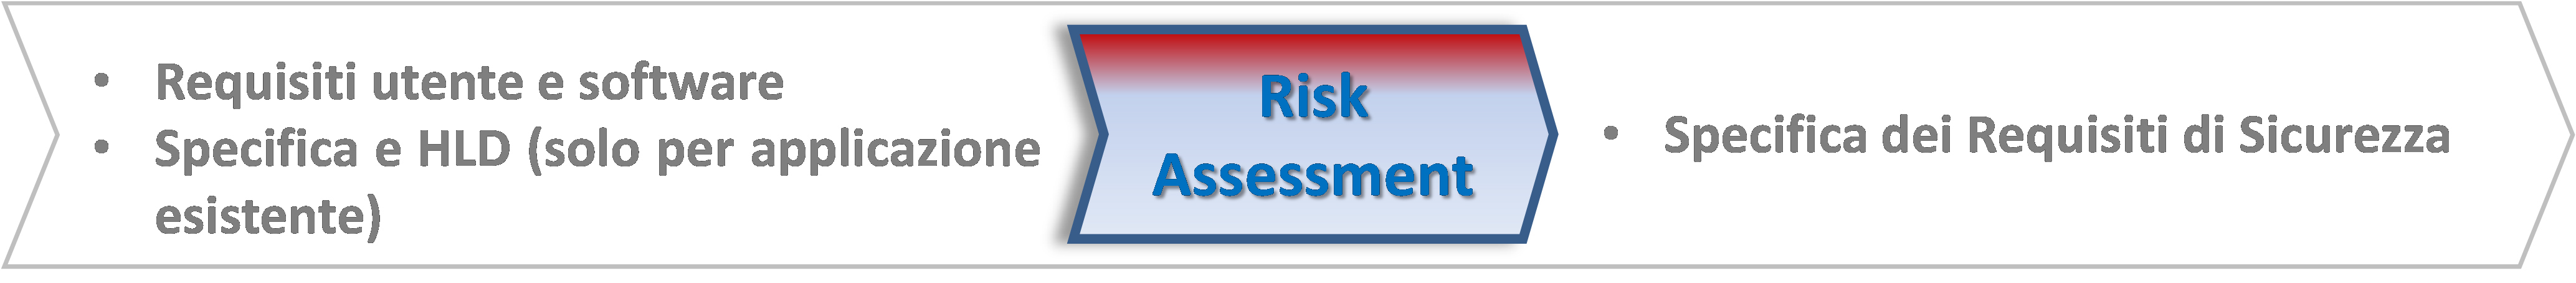 • Requisiti utente e software
• Specifica e HLD (solo per applicazione
esistente)
Risk
Assessment
• Specifica dei Requisiti di Sicurezza